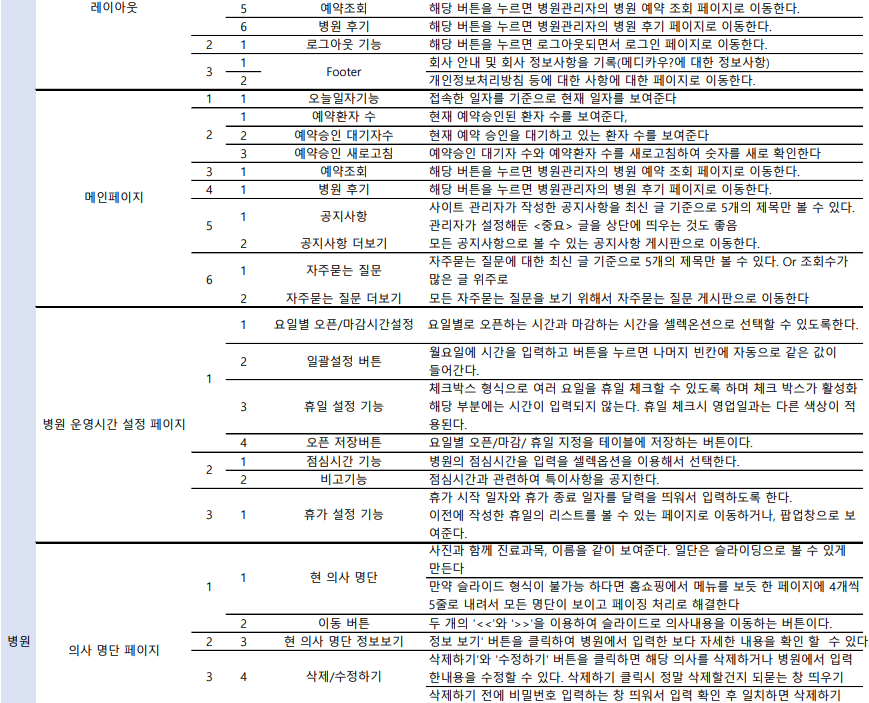 레이아웃
5 예약조회 해당 버튼을 누르면 병원관리자의 병원 예약 조회 페이지로 이동한다.
6 병원 후기 해당 버튼을 누르면 병원관리자의 병원 후기 페이지로 이동한다.
2 1 로그아웃 기능 해당 버튼을 누르면 로그아웃되면서 로그인 페이지로 이동한다.
3 1 Footer 회사 안내 및 회사 정보사항을 기록(메디카우?에 대한 정보사항)
2 개인정보처리방침 등에 대한 사항에 대한 페이지로 이동한다.
메인페이지
1 1 오늘일자기능 접속한 일자를 기준으로 현재 일자를 보여준다
2 1 예약환자 수 현재 예약승인된 환자 수를 보여준다,
2 예약승인 대기자수 현재 예약 승인을 대기하고 있는 환자 수를 보여준다
3 예약승인 새로고침 예약승인 대기자 수와 예약환자 수를 새로고침하여 숫자를 새로 확인한다
3 1 예약조회 해당 버튼을 누르면 병원관리자의 병원 예약 조회 페이지로 이동한다.
4 1 병원 후기 해당 버튼을 누르면 병원관리자의 병원 후기 페이지로 이동한다.
5 1 공지사항 사이트 관리자가 작성한 공지사항을 최신 글 기준으로 5개의 제목만 볼 수 있다.
관리자가 설정해둔 <중요> 글을 상단에 띄우는 것도 좋음
2 공지사항 더보기 모든 공지사항으로 볼 수 있는 공지사항 게시판으로 이동한다.
6 1 자주묻는 질문 자주묻는 질문에 대한 최신 글 기준으로 5개의 제목만 볼 수 있다. Or 조회수가
많은 글 위주로
2 자주묻는 질문 더보기 모든 자주묻는 질문을 보기 위해서 자주묻는 질문 게시판으로 이동한다
병원 운영시간 설정 페이지
1 1 요일별 오픈/마감시간설정 요일별로 오픈하는 시간과 마감하는 시간을 셀렉온션으로 선택할 수 있도록한다.
2 일괄설정 버튼 월요일에 시간을 입력하고 버튼을 누르면 나머지 빈칸에 자동으로 같은 값이
들어간다.
3 휴일 설정 기능 체크박스 형식으로 여러 요일을 휴일 체크할 수 있도록 하며 체크 박스가 활성화
해당 부분에는 시간이 입력되지 않는다. 휴일 체크시 영업일과는 다른 색상이 적
용된다.
4 오픈 저장버튼 요일별 오픈/마감/ 휴일 지정을 테이블에 저장하는 버튼이다.
2 1 점심시간 기능 병원의 점심시간을 입력을 셀렉옵션을 이용해서 선택한다.
2 비고기능 점심시간과 관련하여 특이사항을 공지한다.
3 1 휴가 설정 기능 휴가 시작 일자와 휴가 종료 일자를 달력을 띄워서 입력하도록 한다.
이전에 작성한 휴일의 리스트를 볼 수 있는 페이지로 이동하거나, 팝업창으로 보
여준다.
병원
의사 명단 페이지
1 1 현 의사 명단 사진과 함께 진료과목, 이름을 같이 보여준다. 일단은 슬라이딩으로 볼 수 있게
만든다
만약 슬라이드 형식이 불가능 하다면 홈쇼핑에서 메뉴를 보듯 한 페이지에 4개씩
5줄로 내려서 모든 명단이 보이고 페이징 처리로 해결한다
2 이동 버튼 두 개의 '<<'와 '>>'을 이용하여 슬라이드로 의사내용을 이동하는 버튼이다.
2 3 현 의사 명단 정보보기 정보 보기' 버튼을 클릭하여 병원에서 입력한 보다 자세한 내용을 확인 할 수 있다
3 4 삭제/수정하기 삭제하기'와 '수정하기' 버튼을 클릭하면 해당 의사를 삭제하거나 병원에서 입력
한내용을 수정할 수 있다. 삭제하기 클릭시 정말 삭제할건지 되묻는 창 띄우기
삭제하기 전에 비밀번호 입력하는 창 띄워서 입력 확인 후 일치하면 삭제하기